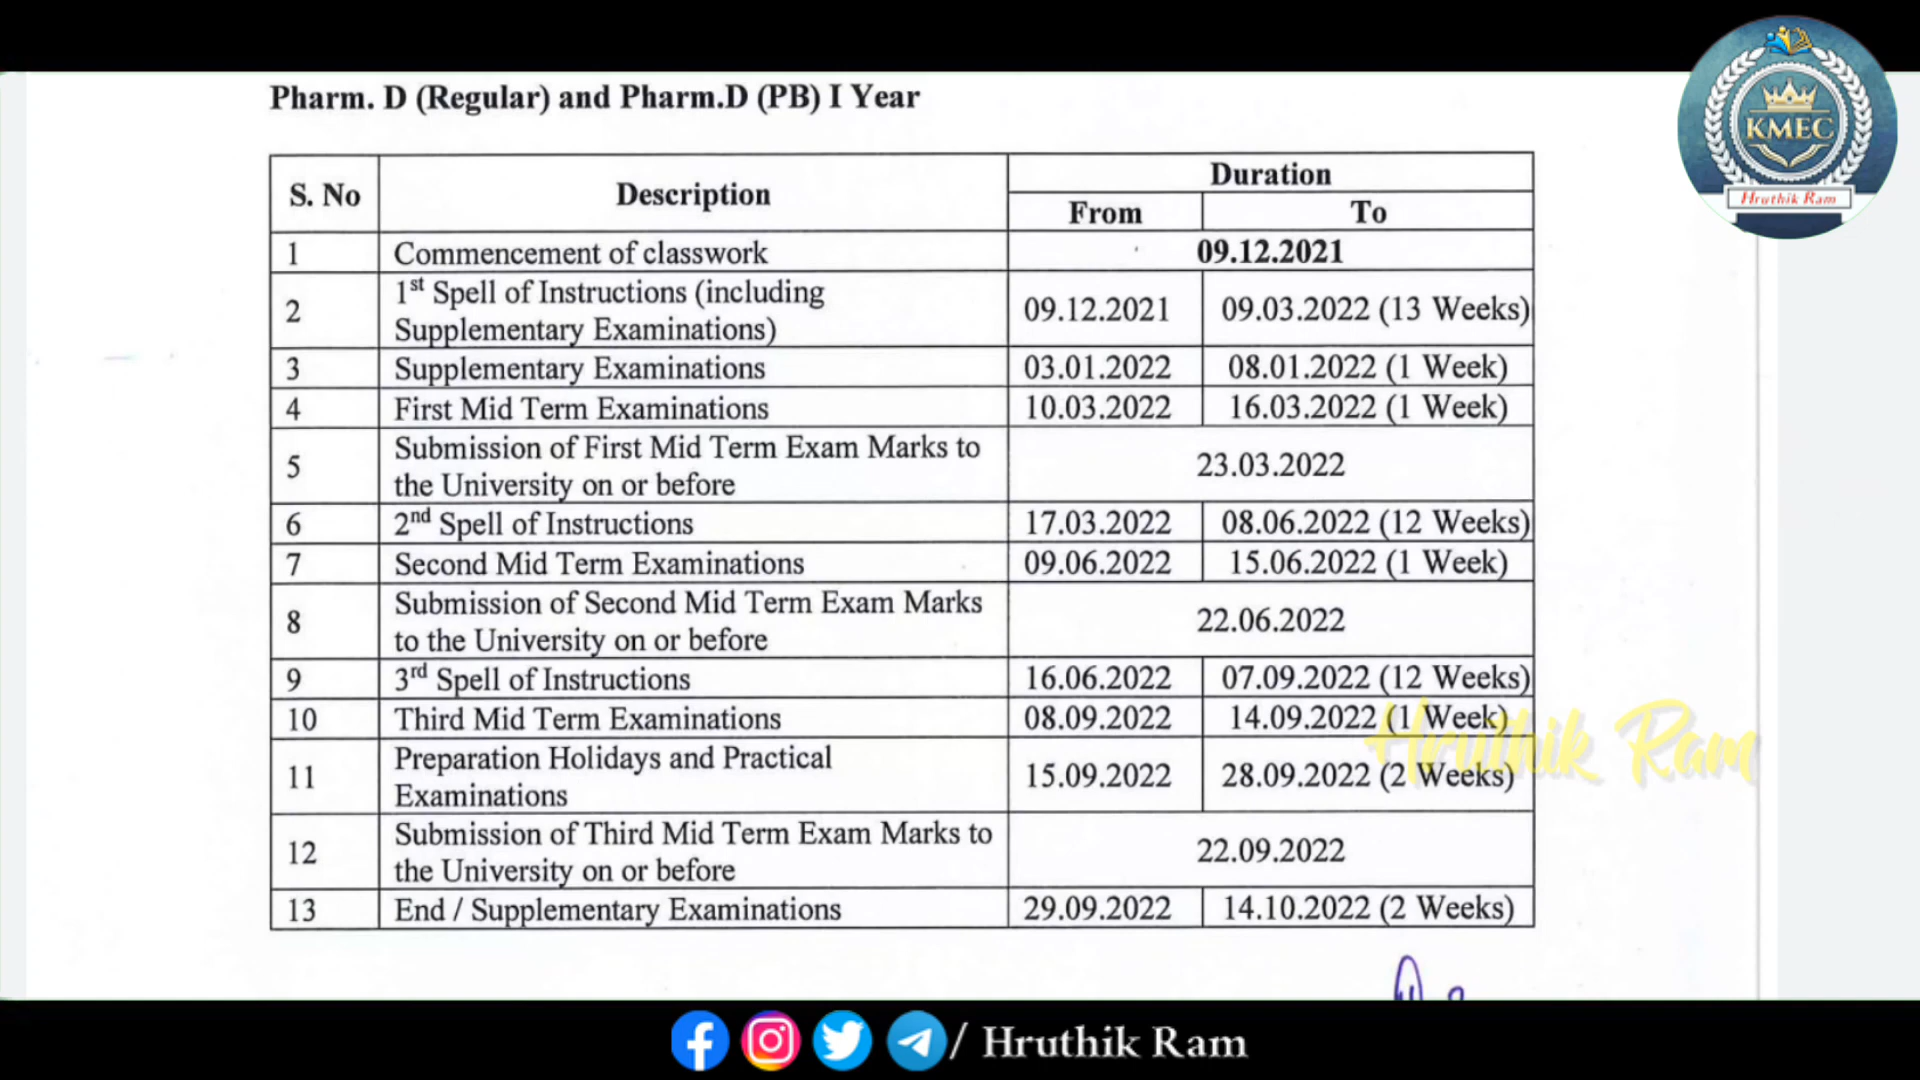 Pharm. D (Regular) and Pharm.D (PB) I Year
KMEC
Hruthik Ram
S. No Description Duration
From To
1 Commencement of classwork 09.12.2021
2 1st Spell of Instructions (including
Supplementary Examinations) 09.12.2021 09.03.2022 (13 Weeks)
3 Supplementary Examinations 03.01.2022 08.01.2022 (1 Week)
4 First Mid Term Examinations 10.03.2022 16.03.2022 (1 Week)
5 Submission of First Mid Term Exam Marks to
the University on or before 23.03.2022
6 2nd Spell of Instructions 17.03.2022 08.06.2022 (12 Weeks)
7 Second Mid Term Examinations 09.06.2022 15.06.2022 (1 Week)
8 Submission of Second Mid Term Exam Marks
to the University on or before 22.06.2022
9 3rd Spell of Instructions 16.06.2022 07.09.2022 (12 Weeks)
10 Third Mid Term Examinations 08.09.2022 14.09.2022 (1 Week)
Hruthik Ram
11 Preparation Holidays and Practical
Examinations 15.09.2022 28.09.2022 (2 Weeks)
12 Submission of Third Mid Term Exam Marks to
the University on or before 22.09.2022
13 End / Supplementary Examinations 29.09.2022 14.10.2022 (2 Weeks)
/ Hruthik Ram